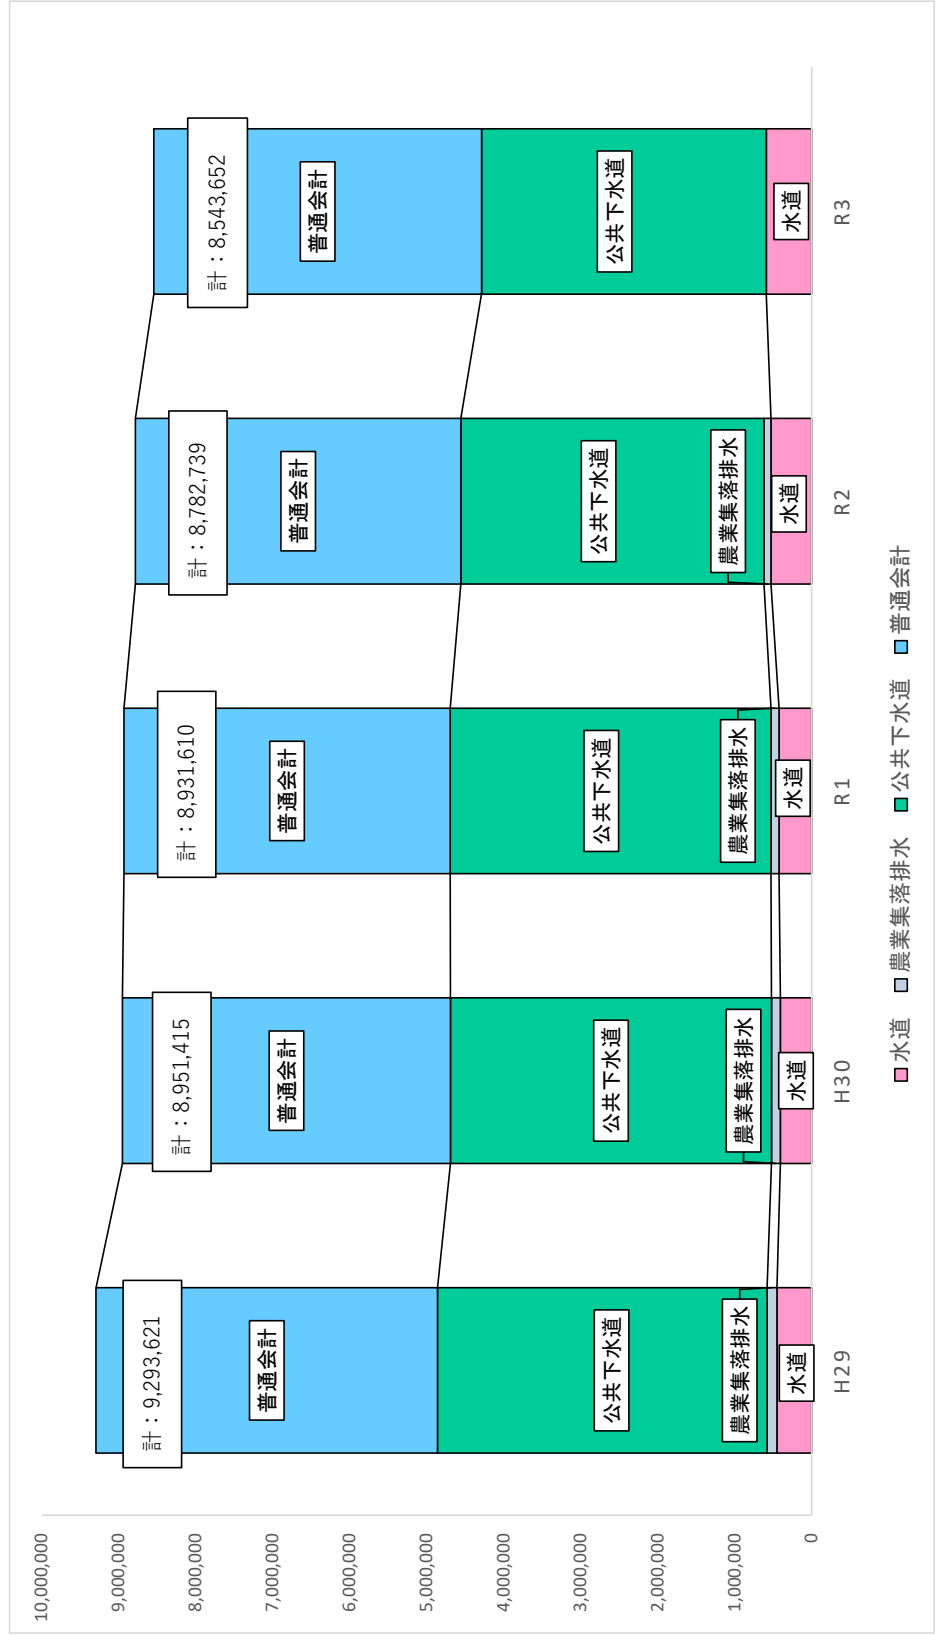 10,000,000
9,000,000
8,000,000
7,000,000
6,000,000
5,000,000
4,000,000
3,000,000
2,000,000
1,000,000
0
計：9,293,621
普通会計
公共下水道
農業集落排水
水道
H29
計：8,951,415
普通会計
公共下水道
農業集落排水
水道
H30
計：8,931,610
普通会計
公共下水道
農業集落排水
水道
R1
計：8,782,739
普通会計
公共下水道
農業集落排水
水道
R2
計：8,543,652
普通会計
公共下水道
水道
R3
水道 農業集落排水 公共下水道 普通会計